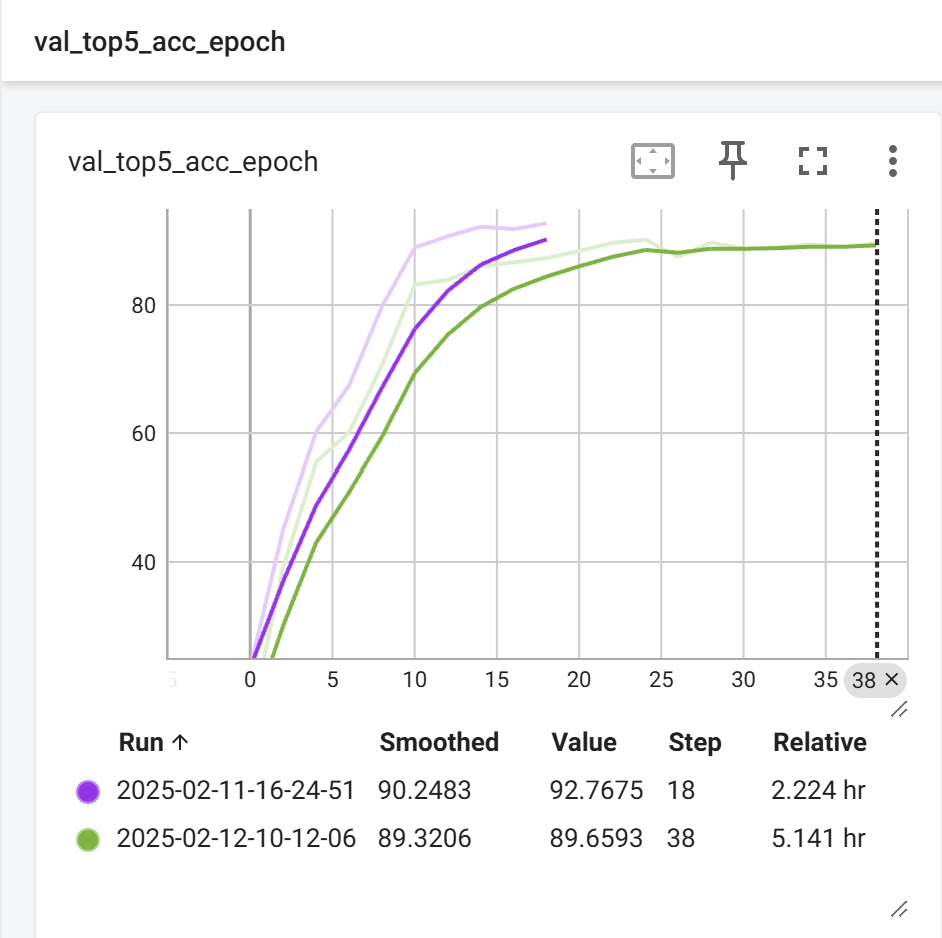 val_top5_acc_epoch
val_top5_acc_epoch
80
60
40
5 0 5 10 15 20 25 30 35 38 ×
Run ↑ Smoothed Value Step Relative
2025-02-11-16-24-51 90.2483 92.7675 18 2.224 hr
2025-02-12-10-12-06 89.3206 89.6593 38 5.141 hr